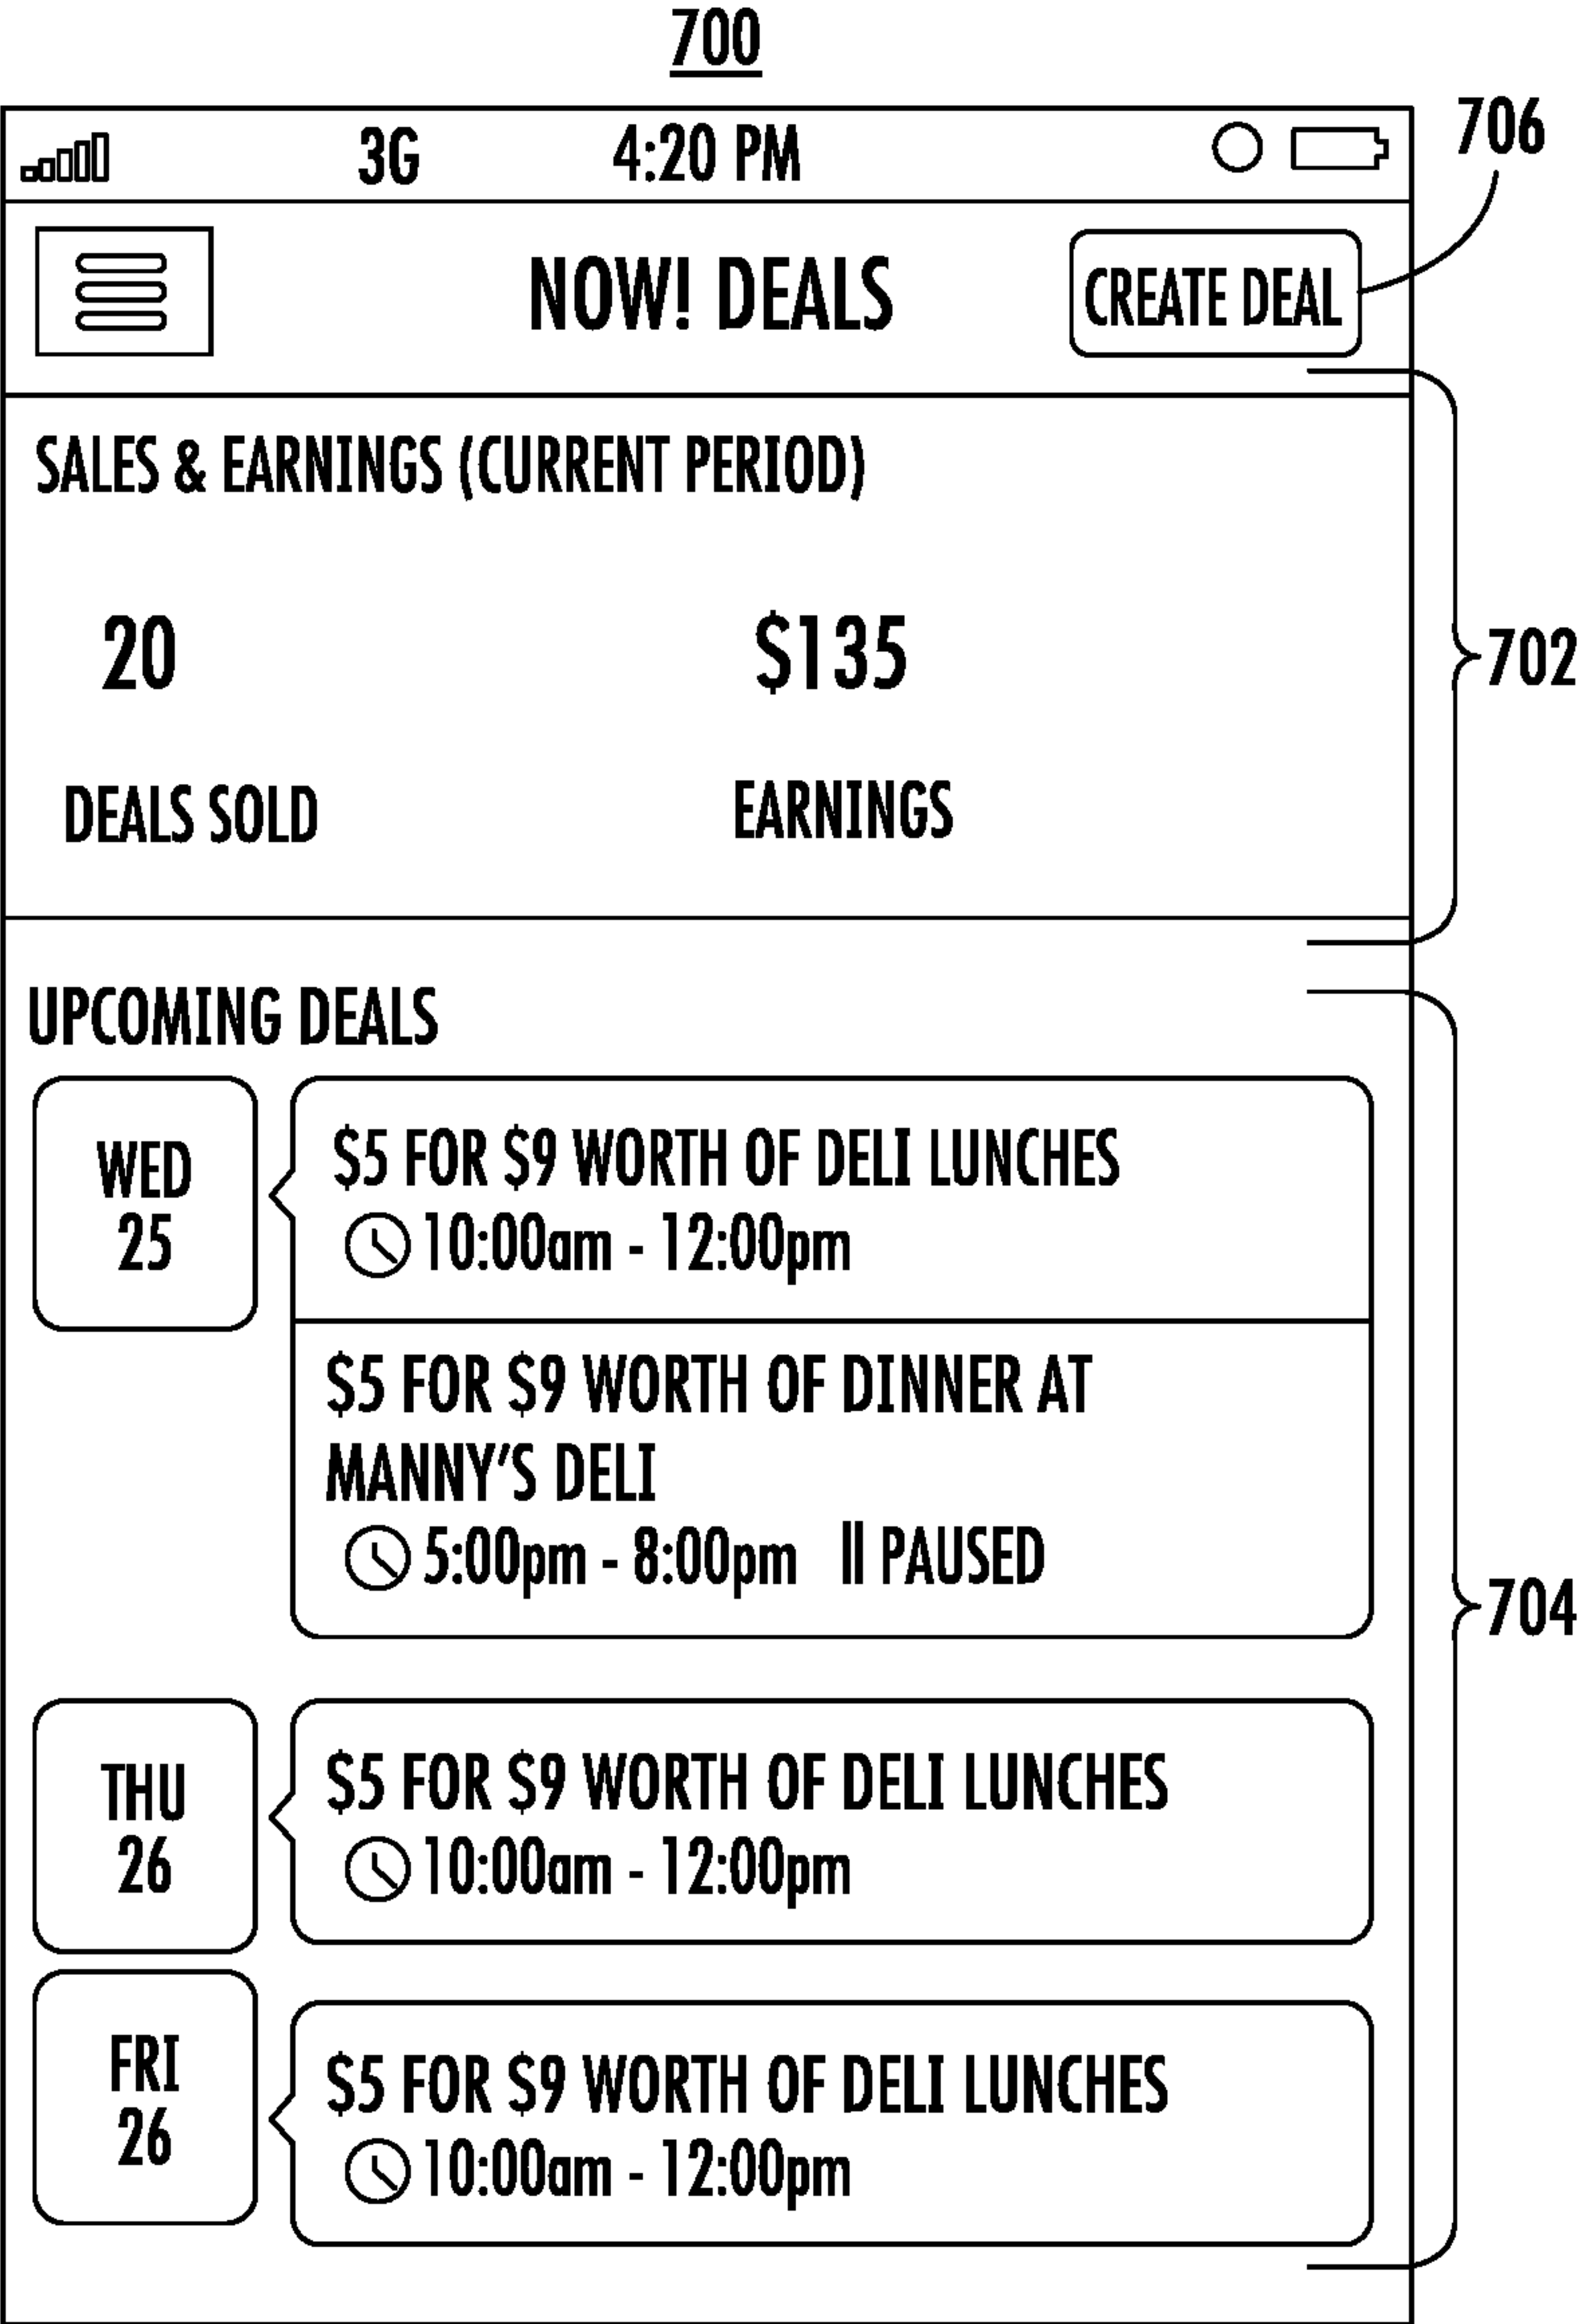 700
3G 4:20 PM
706
NOW! DEALS
CREATE DEAL
SALES & EARNINGS (CURRENT PERIOD)
20 $135
702
DEALS SOLD EARNINGS
UPCOMING DEALS
WED
25
$5 FOR $9 WORTH OF DELI LUNCHES
10:00am - 12:00pm
$5 FOR $9 WORTH OF DINNER AT
MANNY'S DELI
5:00pm - 8:00pm || PAUSED
704
THU
26
$5 FOR $9 WORTH OF DELI LUNCHES
10:00am - 12:00pm
FRI
26
$5 FOR $9 WORTH OF DELI LUNCHES
10:00am - 12:00pm